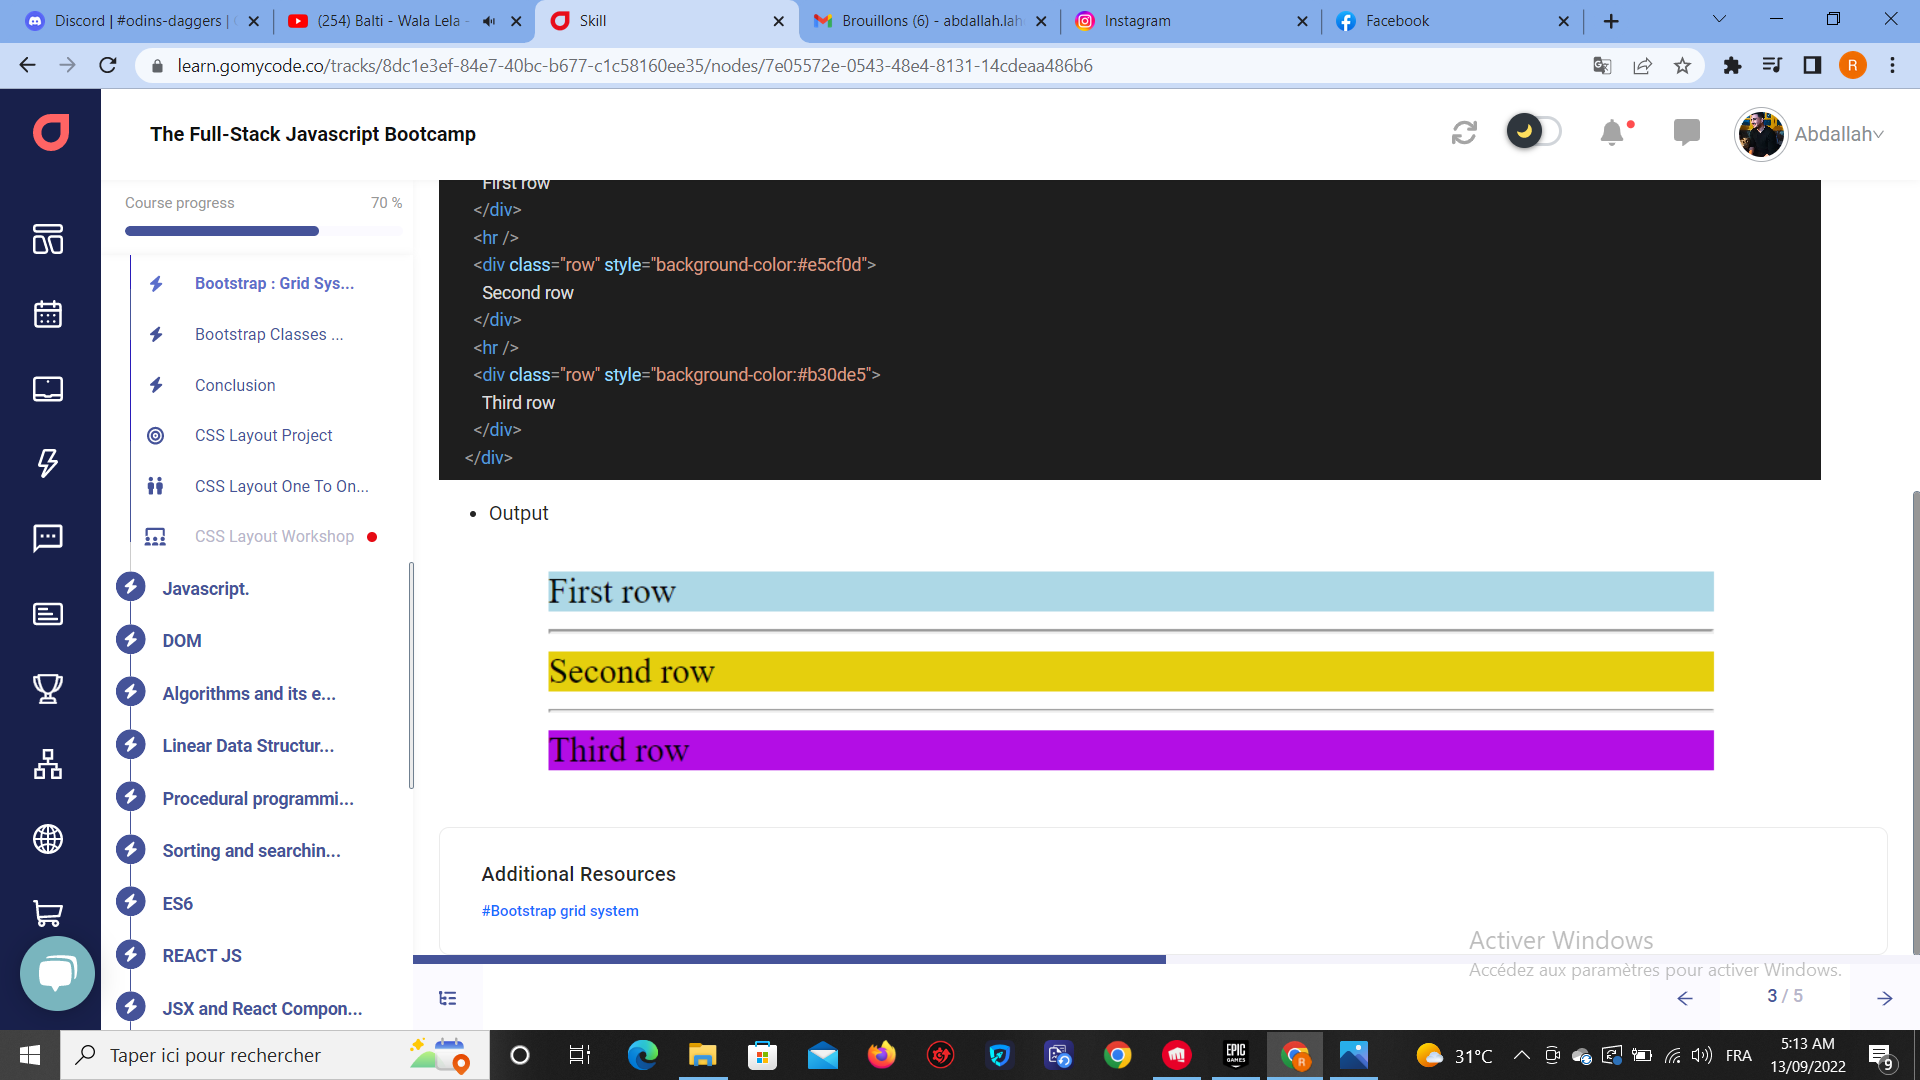 Discord | #odins-daggers |
(254) Balti - Wala Lela -
Skill
Brouillons (6) - abdallah.lah
Instagram
Facebook
learn.gomycode.co/tracks/8dc1e3ef-84e7-40bc-b677-c1c58160ee35/nodes/7e05572e-0543-48e4-8131-14cdeaa486b6
R
The Full-Stack Javascript Bootcamp
Abdallah
Course progress
70 %
Bootstrap : Grid Sys...
Bootstrap Classes ...
Conclusion
CSS Layout Project
CSS Layout One To On...
CSS Layout Workshop
Javascript.
DOM
Algorithms and its e...
Linear Data Structur...
Procedural programmi...
Sorting and searchin...
ES6
REACT JS
JSX and React Compon...
First row
</div>
<hr />
<div class="row" style="background-color:#e5cf0d">
Second row
</div>
<hr />
<div class="row" style="background-color:#b30de5">
Third row
</div>
</div>
Output
First row
Second row
Third row
Additional Resources
#Bootstrap grid system
Activer Windows
Accédez aux paramètres pour activer Windows.
3 / 5
Taper ici pour rechercher
EPIC
GAMES
R
31°C
FRA
5:13 AM
13/09/2022
9